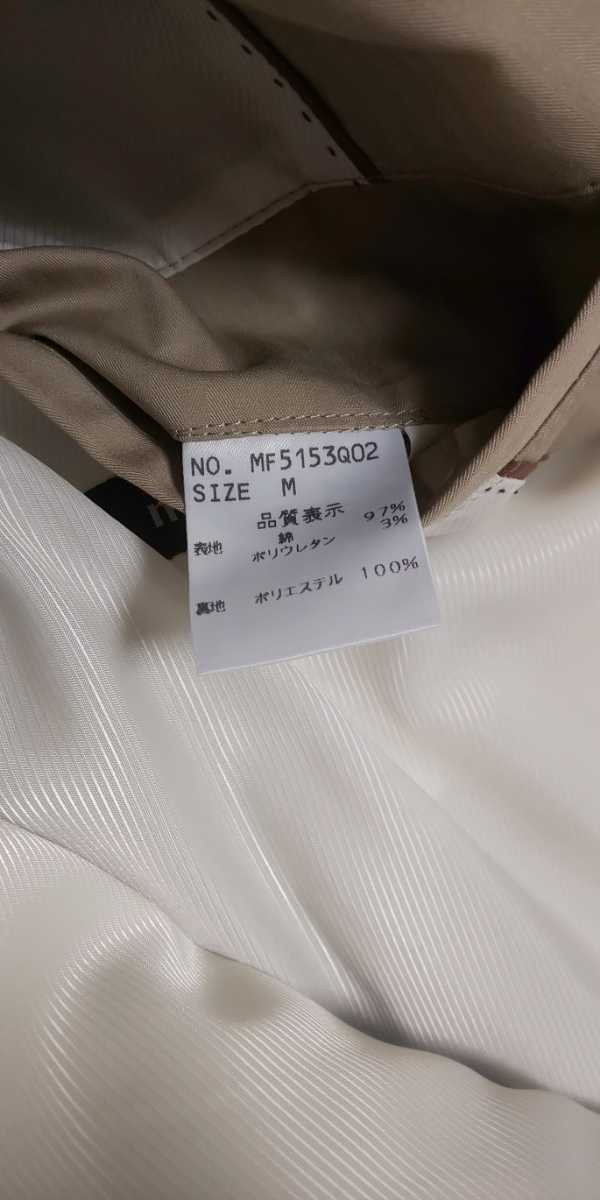 NO. MF5153Q02
SIZE M
品質表示
表地 綿 97%
ポリウレタン 3%
裏地 ポリエステル 100%